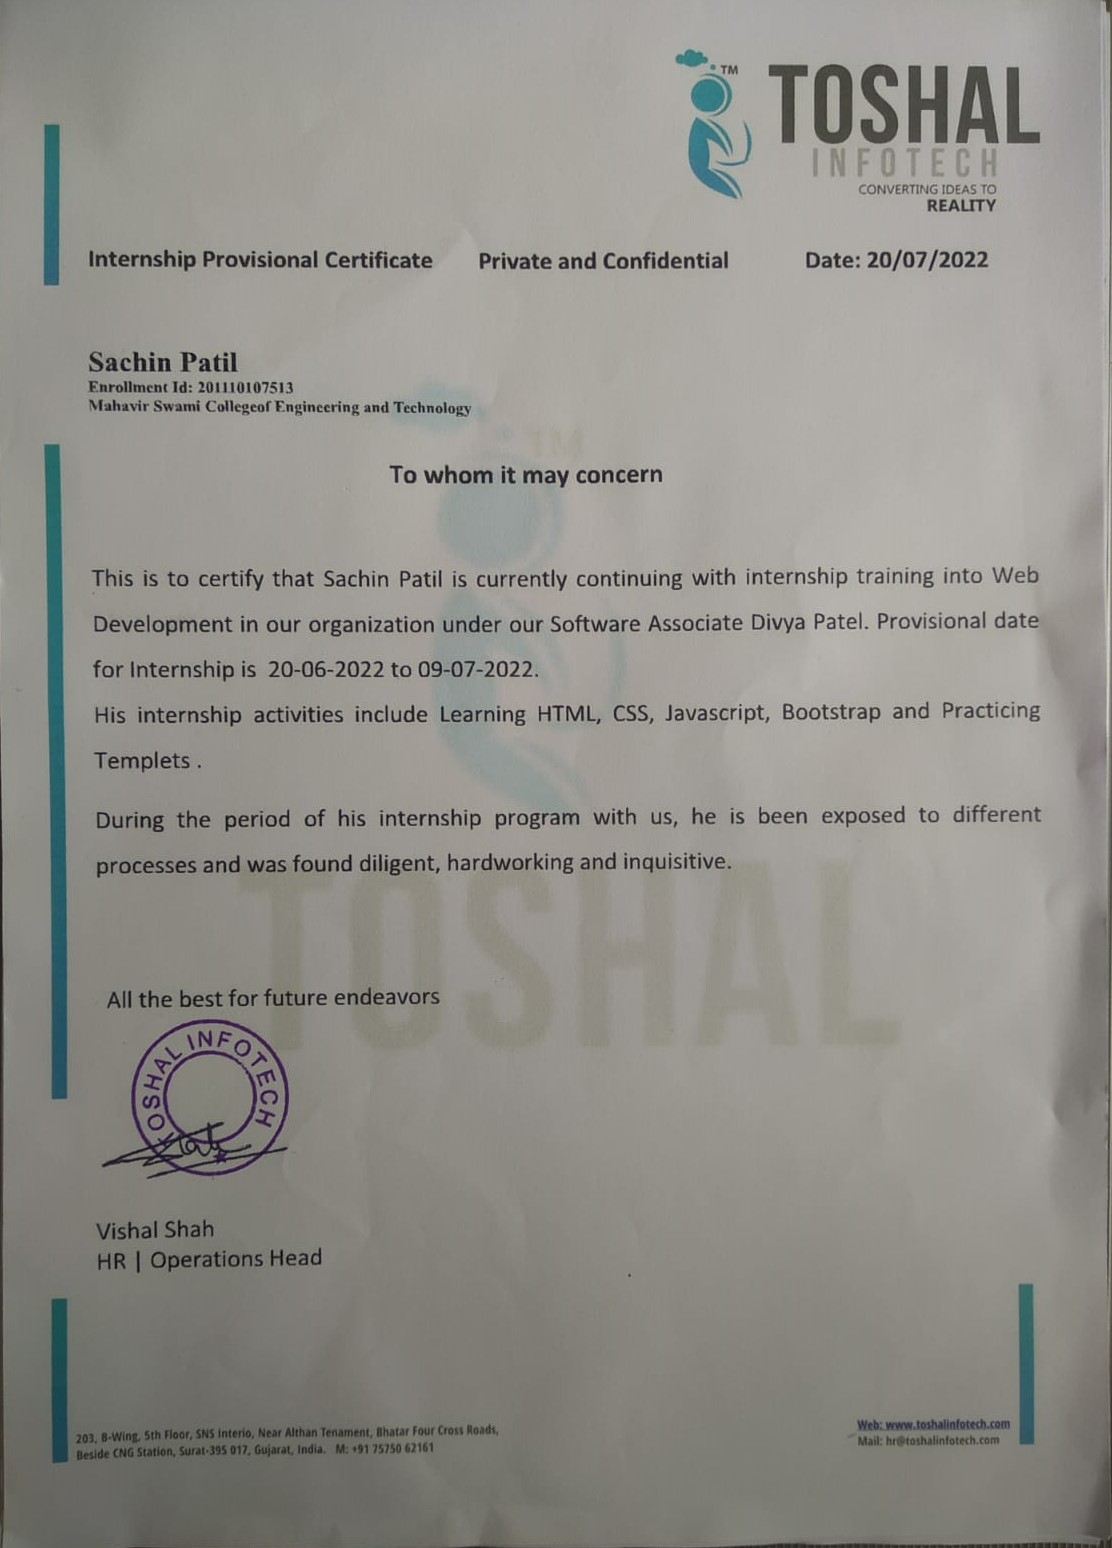 TM
TOSHAL
INFOTECH
CONVERTING IDEAS TO
REALITY
Internship Provisional Certificate Private and Confidential Date: 20/07/2022
Sachin Patil
Enrollment Id: 201110107513
Mahavir Swami Collegeof Engineering and Technology
TM
To whom it may concern
This is to certify that Sachin Patil is currently continuing with internship training into Web
Development in our organization under our Software Associate Divya Patel. Provisional date
for Internship is 20-06-2022 to 09-07-2022.
His internship activities include Learning HTML, CSS, Javascript, Bootstrap and Practicing
Templets .
During the period of his internship program with us, he is been exposed to different
processes and was found diligent, hardworking and inquisitive.
TOSHAL
All the best for future endeavors
TOSHAL INFOTECH
Vishal Shah
HR | Operations Head
203, B-Wing, 5th Floor, SNS Interio, Near Althan Tenament, Bhatar Four Cross Roads,
Beside CNG Station, Surat-395 017, Gujarat, India. M: +91 75750 62161
Web: www.toshalinfotech.com
Mail: hr@toshalinfotech.com